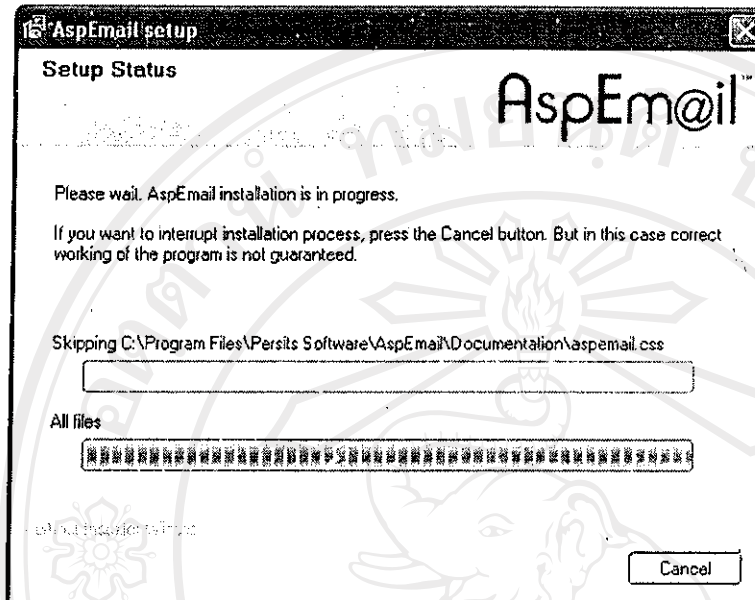 AspEmail setup
Setup Status
AspEm@il™
Please wait. AspEmail installation is in progress.
If you want to interrupt installation process, press the Cancel button. But in this case correct
working of the program is not guaranteed.
Skipping C:\Program Files\Persits Software\AspEmail\Documentation\aspemail.css
All files
Cancel